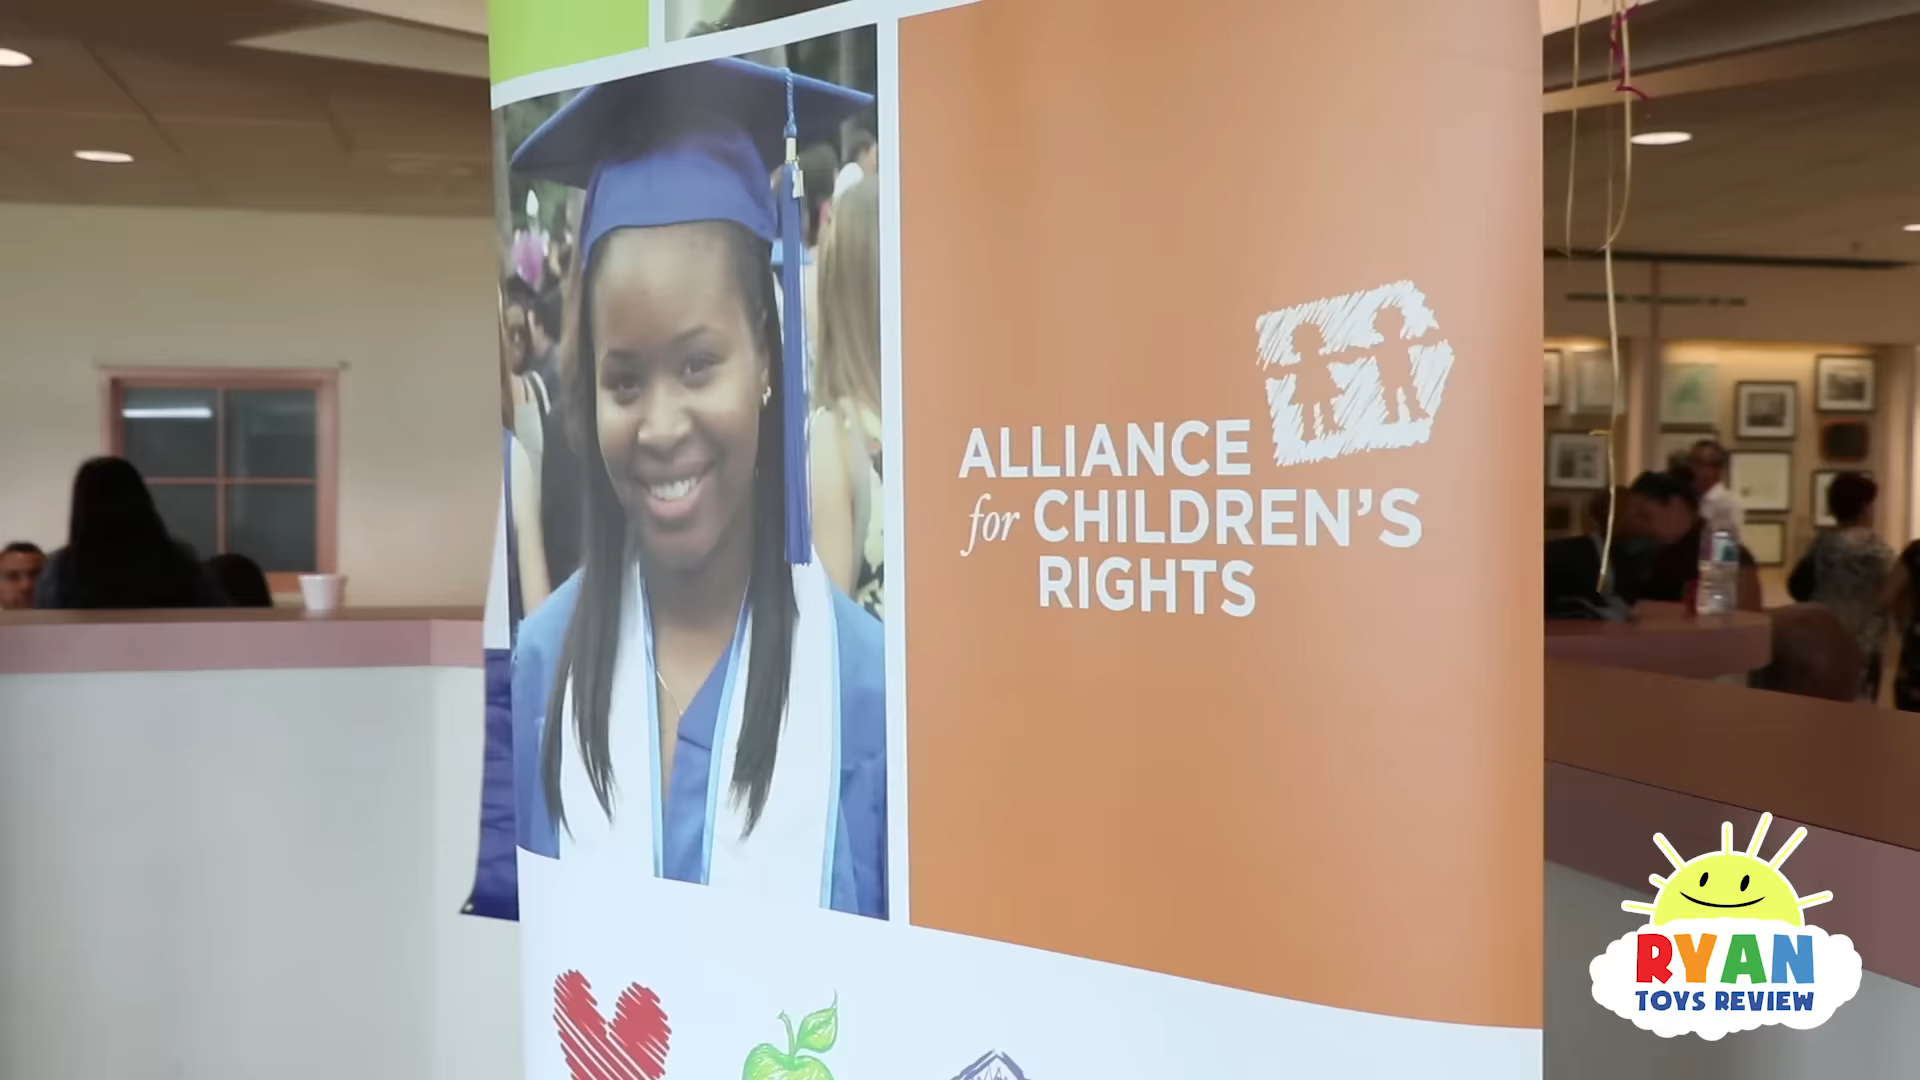 ALLIANCE
for CHILDREN'S
RIGHTS
RYAN
TOYS REVIEW